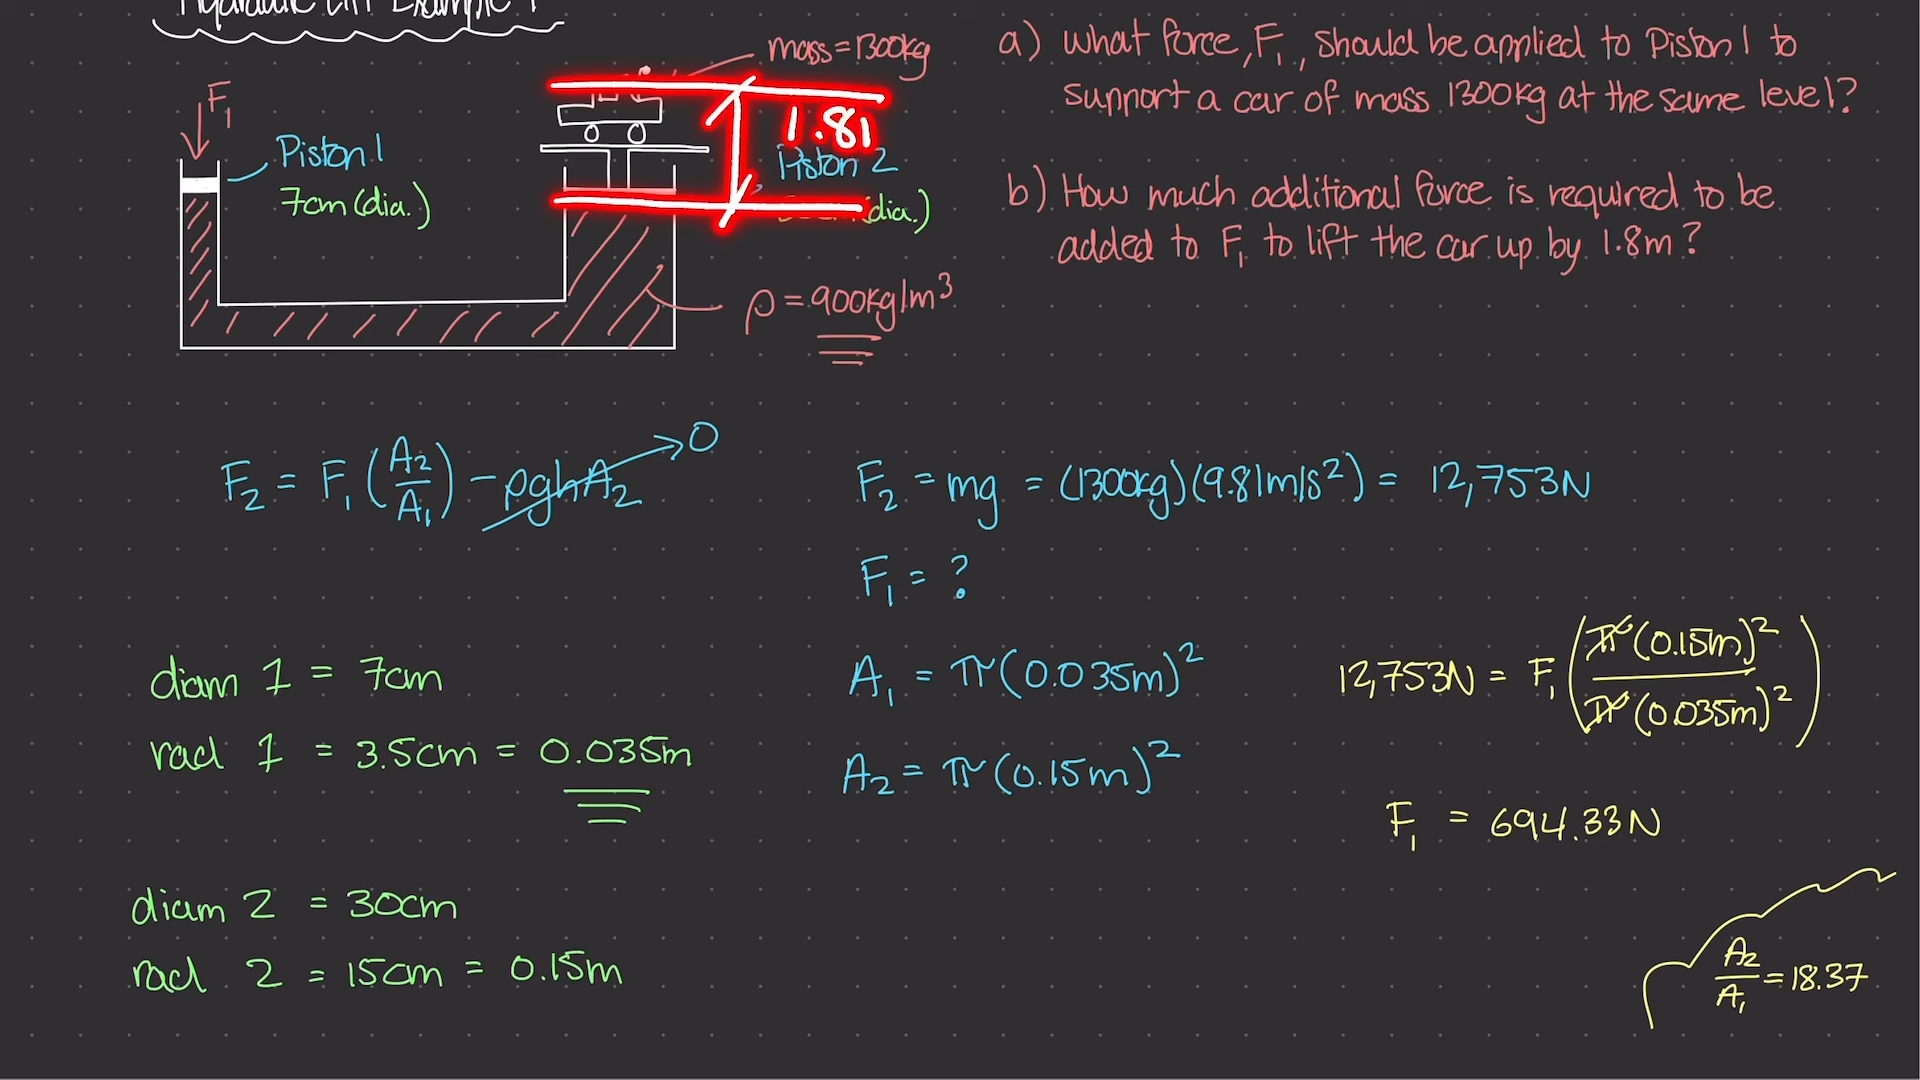 Hydraulic Lift Example 1
mass = 1300kg
F₁
Piston 1
7cm (dia.)
1.81
Piston 2
(dia.)
ρ = 900kg/m³
a) What force, F₁, should be applied to Piston 1 to
support a car of mass 1300kg at the same level?
b) How much additional force is required to be
added to F₁ to lift the car up by 1.8m?
F₂ = F₁ (A₂/A₁) - ρghA₂ → 0
F₂ = mg = (1300kg)(9.81m/s²) = 12,753N
F₁ = ?
A₁ = π(0.035m)²
A₂ = π(0.15m)²
diam 1 = 7cm
rad 1 = 3.5cm = 0.035m
diam 2 = 30cm
rad 2 = 15cm = 0.15m
12,753N = F₁ (π(0.15m)²/π(0.035m)²)
F₁ = 694.33N
A₂/A₁ = 18.37